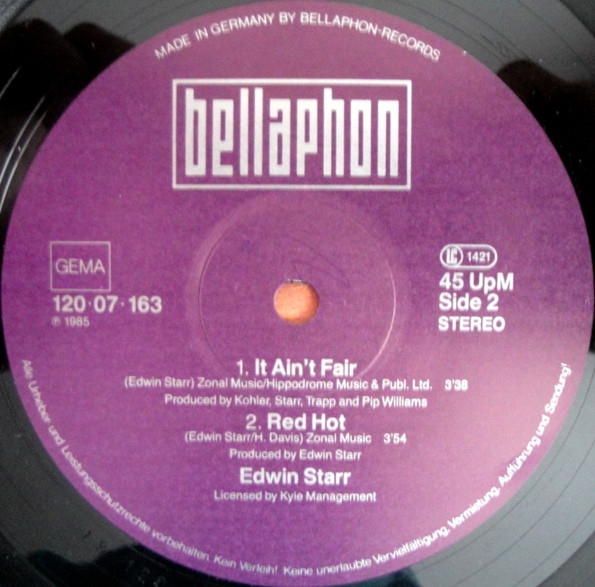 MADE IN GERMANY BY BELLAPHON-RECORDS
bellaphon
GEMA
120·07·163
℗ 1985
LC 1421
45 UpM
Side 2
STEREO
1. It Ain't Fair
(Edwin Starr) Zonal Music/Hippodrome Music & Publ. Ltd. 3'38
Produced by Kohler, Starr, Trapp and Pip Williams
2. Red Hot
(Edwin Starr/H. Davis) Zonal Music 3'54
Produced by Edwin Starr
Edwin Starr
Licensed by Kyle Management
Alle Urheber und Leistungsschutzrechte vorbehalten. Kein Verleih! Keine unerlaubte Vervielfältigung, Vermietung, Aufführung und Sendung!